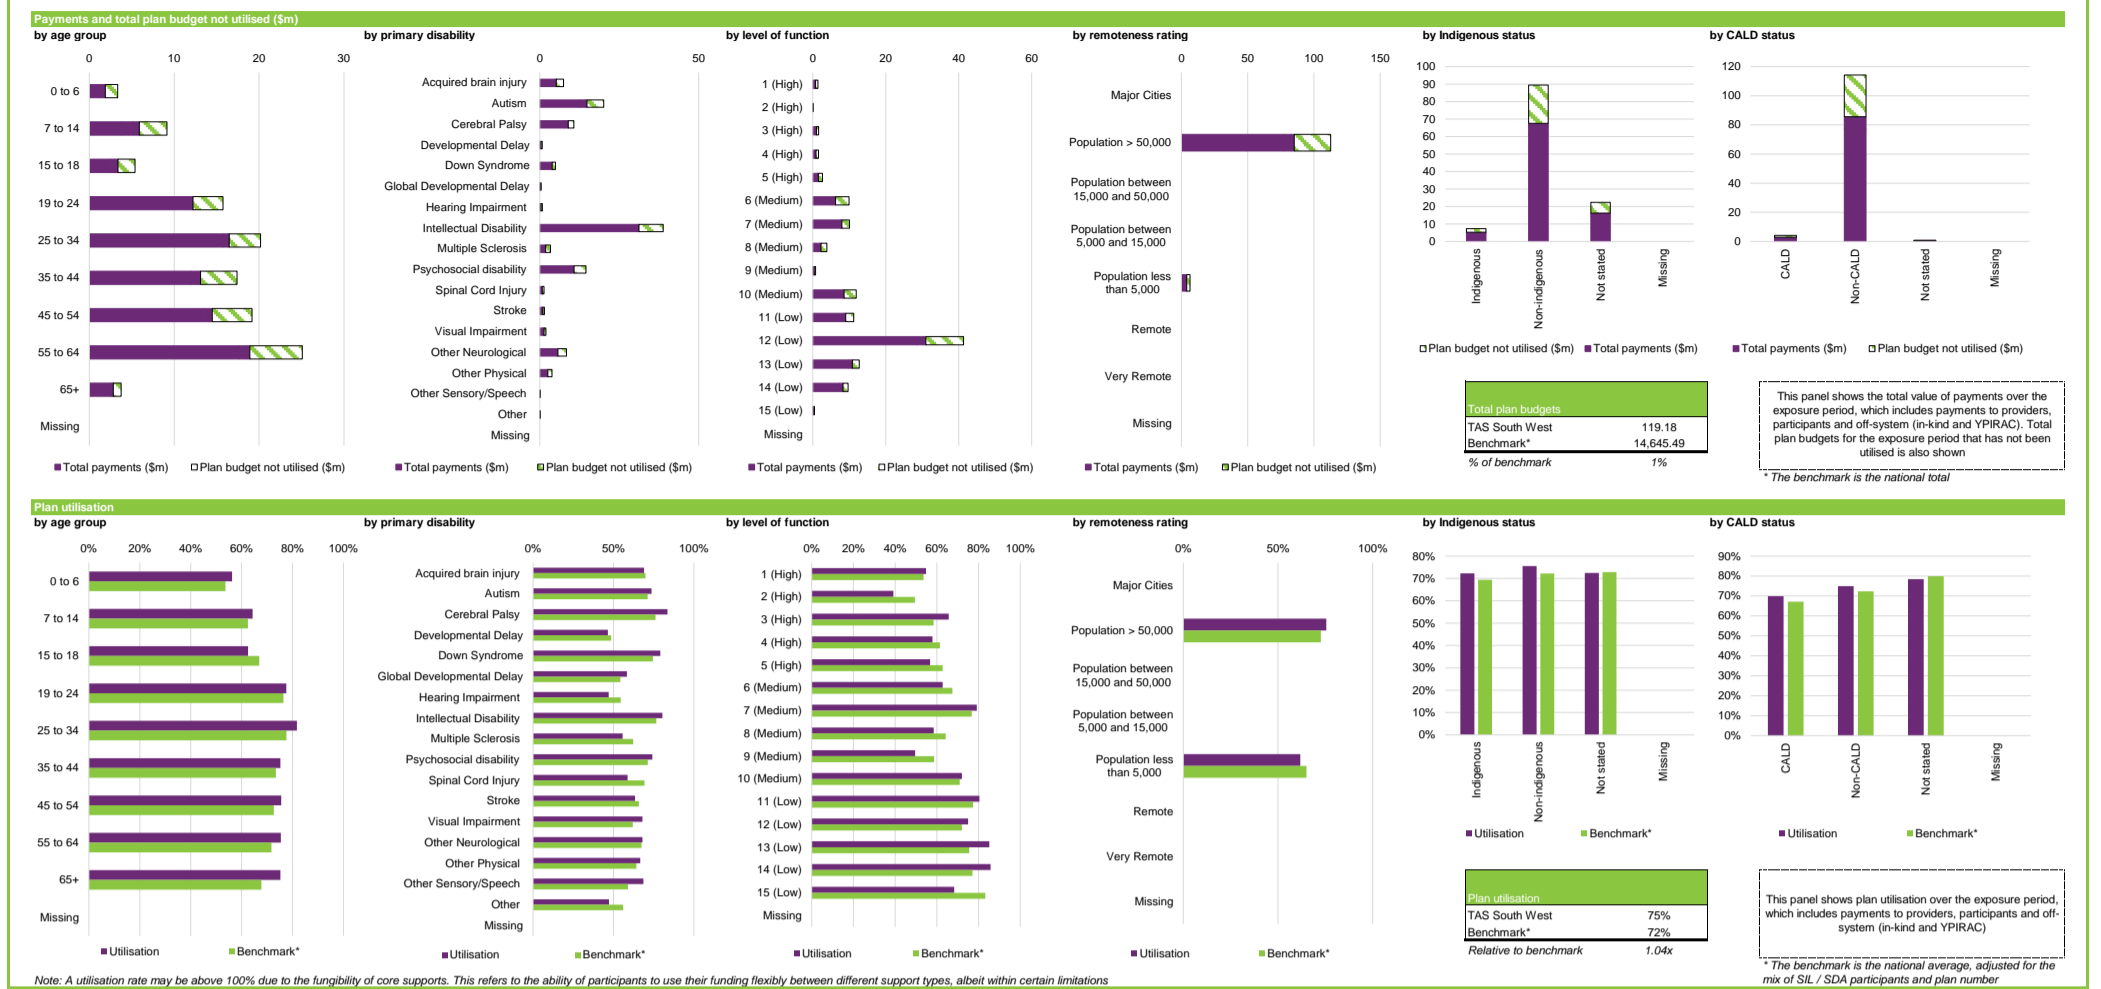 Payments and total plan budget not utilised ($m)
by age group
0 10 20 30
0 to 6
7 to 14
15 to 18
19 to 24
25 to 34
35 to 44
45 to 54
55 to 64
65+
Missing
Total payments ($m) Plan budget not utilised ($m)
by primary disability
0 50
Acquired brain injury
Autism
Cerebral Palsy
Developmental Delay
Down Syndrome
Global Developmental Delay
Hearing Impairment
Intellectual Disability
Multiple Sclerosis
Psychosocial disability
Spinal Cord Injury
Stroke
Visual Impairment
Other Neurological
Other Physical
Other Sensory/Speech
Other
Missing
Total payments ($m) Plan budget not utilised ($m)
by level of function
0 20 40 60
1 (High)
2 (High)
3 (High)
4 (High)
5 (High)
6 (Medium)
7 (Medium)
8 (Medium)
9 (Medium)
10 (Medium)
11 (Low)
12 (Low)
13 (Low)
14 (Low)
15 (Low)
Missing
Total payments ($m) Plan budget not utilised ($m)
by remoteness rating
0 50 100 150
Major Cities
Population > 50,000
Population between
15,000 and 50,000
Population between
5,000 and 15,000
Population less
than 5,000
Remote
Very Remote
Missing
Total payments ($m) Plan budget not utilised ($m)
by Indigenous status
100
90
80
70
60
50
40
30
20
10
0
Indigenous
Non-indigenous
Not stated
Missing
Plan budget not utilised ($m) Total payments ($m)
by CALD status
120
100
80
60
40
20
0
CALD
Non-CALD
Not stated
Missing
Total payments ($m) Plan budget not utilised ($m)
Total plan budgets
TAS South West 119.18
Benchmark* 14,645.49
% of benchmark 1%
This panel shows the total value of payments over the
exposure period, which includes payments to providers,
participants and off-system (in-kind and YPIRAC). Total
plan budgets for the exposure period that has not been
utilised is also shown
* The benchmark is the national total
Plan utilisation
by age group
0% 20% 40% 60% 80% 100%
0 to 6
7 to 14
15 to 18
19 to 24
25 to 34
35 to 44
45 to 54
55 to 64
65+
Missing
Utilisation Benchmark*
by primary disability
0% 50% 100%
Acquired brain injury
Autism
Cerebral Palsy
Developmental Delay
Down Syndrome
Global Developmental Delay
Hearing Impairment
Intellectual Disability
Multiple Sclerosis
Psychosocial disability
Spinal Cord Injury
Stroke
Visual Impairment
Other Neurological
Other Physical
Other Sensory/Speech
Other
Missing
Utilisation Benchmark*
by level of function
0% 20% 40% 60% 80% 100%
1 (High)
2 (High)
3 (High)
4 (High)
5 (High)
6 (Medium)
7 (Medium)
8 (Medium)
9 (Medium)
10 (Medium)
11 (Low)
12 (Low)
13 (Low)
14 (Low)
15 (Low)
Missing
Utilisation Benchmark*
by remoteness rating
0% 50% 100%
Major Cities
Population > 50,000
Population between
15,000 and 50,000
Population between
5,000 and 15,000
Population less
than 5,000
Remote
Very Remote
Missing
Utilisation Benchmark*
by Indigenous status
80%
70%
60%
50%
40%
30%
20%
10%
0%
Indigenous
Non-indigenous
Not stated
Missing
Utilisation Benchmark*
by CALD status
90%
80%
70%
60%
50%
40%
30%
20%
10%
0%
CALD
Non-CALD
Not stated
Missing
Utilisation Benchmark*
Plan utilisation
TAS South West 75%
Benchmark* 72%
Relative to benchmark 1.04x
This panel shows plan utilisation over the exposure period,
which includes payments to providers, participants and off-
system (in-kind and YPIRAC)
* The benchmark is the national average, adjusted for the
mix of SIL / SDA participants and plan number
Note: A utilisation rate may be above 100% due to the fungibility of core supports. This refers to the ability of participants to use their funding flexibly between different support types, albeit within certain limitations